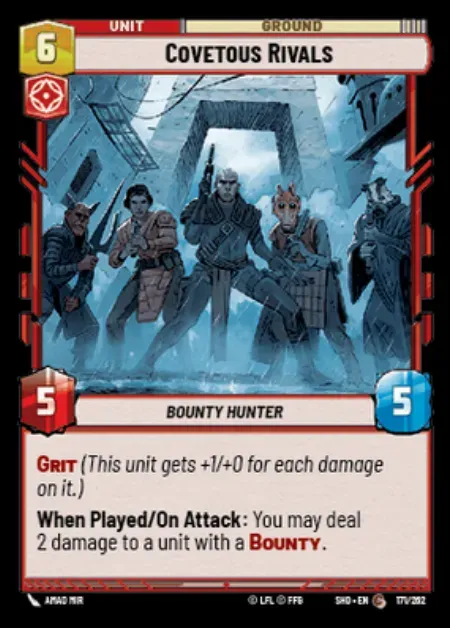 UNIT
GROUND
6
COVETOUS RIVALS
5
BOUNTY HUNTER
5
GRIT (This unit gets +1/+0 for each damage
on it.)
When Played/On Attack: You may deal
2 damage to a unit with a BOUNTY.
AMAD MIR
© LFL © FFG
SHD • EN
C
171/262